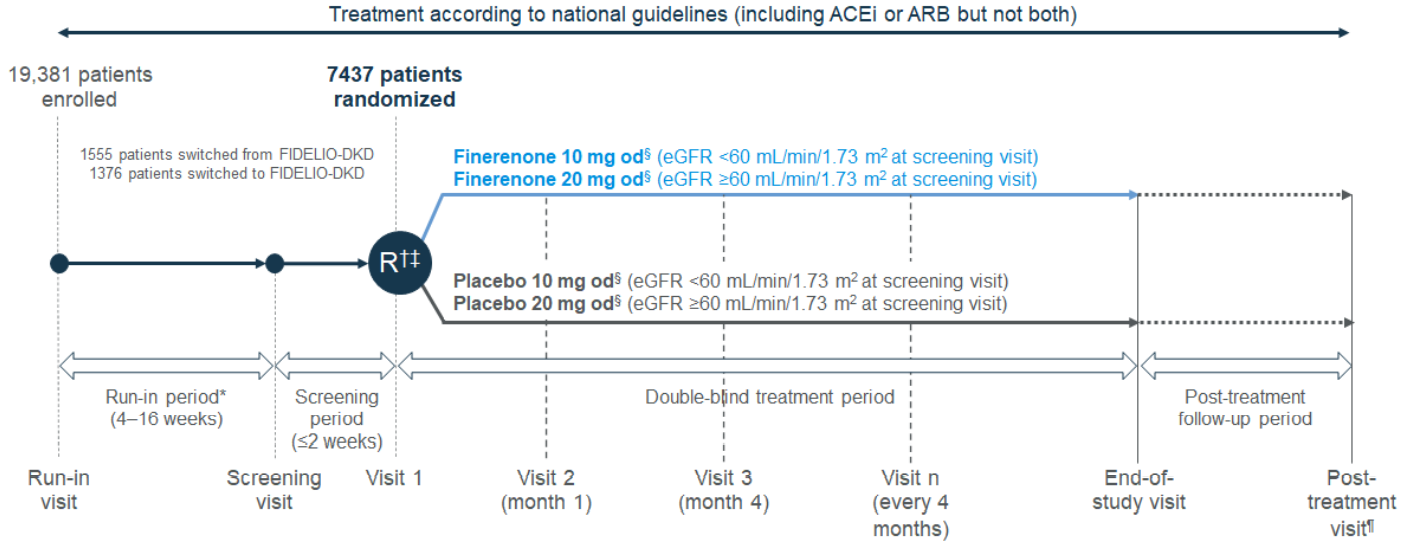 Treatment according to national guidelines (including ACEi or ARB but not both)
19,381 patients
enrolled
7437 patients
randomized
1555 patients switched from FIDELIO-DKD
1376 patients switched to FIDELIO-DKD
Finerenone 10 mg od§ (eGFR <60 mL/min/1.73 m² at screening visit)
Finerenone 20 mg od§ (eGFR ≥60 mL/min/1.73 m² at screening visit)
R†‡
Placebo 10 mg od§ (eGFR <60 mL/min/1.73 m² at screening visit)
Placebo 20 mg od§ (eGFR ≥60 mL/min/1.73 m² at screening visit)
Run-in period*
(4–16 weeks)
Screening
period
(≤2 weeks)
Double-blind treatment period
Post-treatment
follow-up period
Run-in
visit
Screening
visit
Visit 1
Visit 2
(month 1)
Visit 3
(month 4)
Visit n
(every 4
months)
End-of-
study visit
Post-
treatment
visit¶